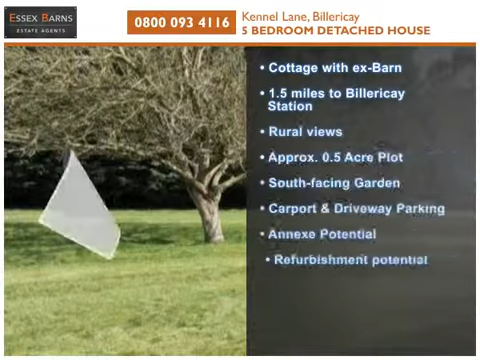 ESSEX BARNS
ESTATE AGENTS
0800 093 4116
Kennel Lane, Billericay
5 BEDROOM DETACHED HOUSE
• Cottage with ex-Barn
• 1.5 miles to Billericay
Station
• Rural views
• Approx. 0.5 Acre Plot
• South-facing Garden
• Carport & Driveway Parking
• Annexe Potential
• Refurbishment potential